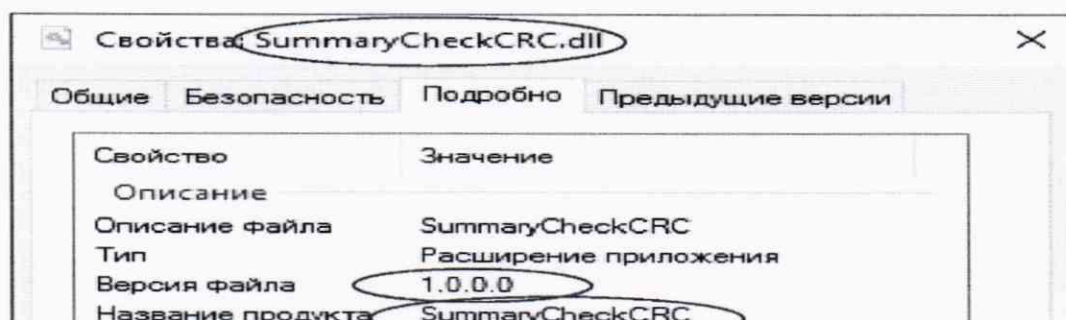 Свойства: SummaryCheckCRC.dll
Общие Безопасность Подробно Предыдущие версии
Свойство Значение
Описание
Описание файла SummaryCheckCRC
Тип Расширение приложения
Версия файла 1.0.0.0
Название продукта SummaryCheckCRC